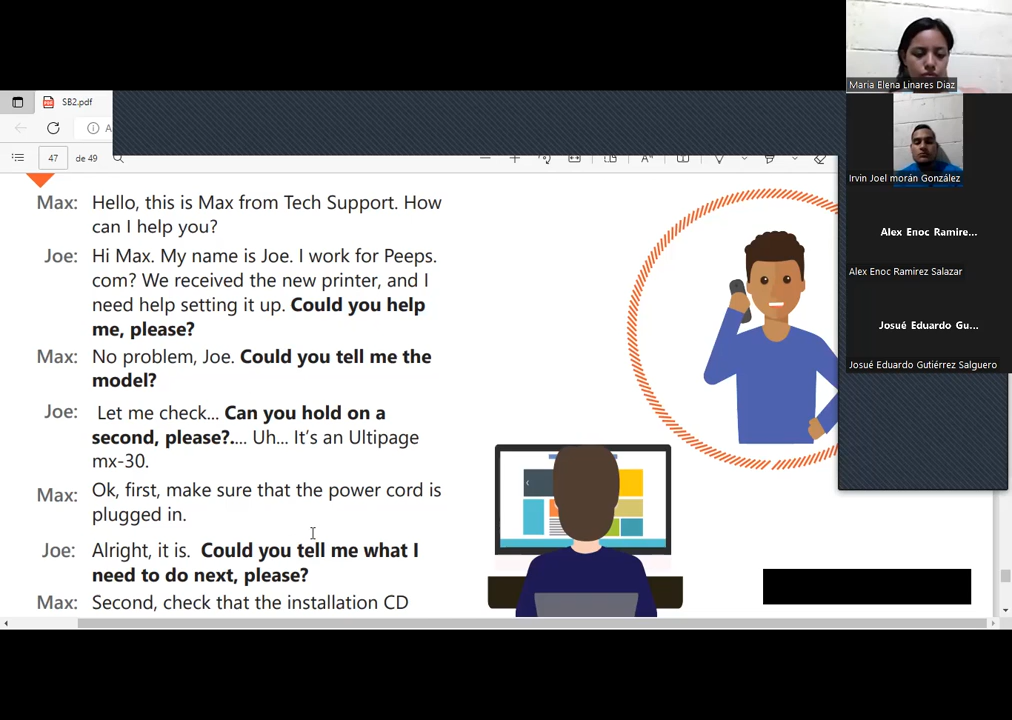 Maria Elena Linares Diaz
SB2.pdf
47
de 49
Irvin Joel morán González
Max: Hello, this is Max from Tech Support. How
can I help you?
Alex Enoc Ramire...
Joe: Hi Max. My name is Joe. I work for Peeps.
com? We received the new printer, and I
need help setting it up. Could you help
me, please?
Alex Enoc Ramirez Salazar
Josué Eduardo Gu...
Max: No problem, Joe. Could you tell me the
model?
Josué Eduardo Gutiérrez Salguero
Joe: Let me check... Can you hold on a
second, please?.... Uh... It's an Ultipage
mx-30.
Max: Ok, first, make sure that the power cord is
plugged in.
Joe: Alright, it is. Could you tell me what I
need to do next, please?
Max: Second, check that the installation CD